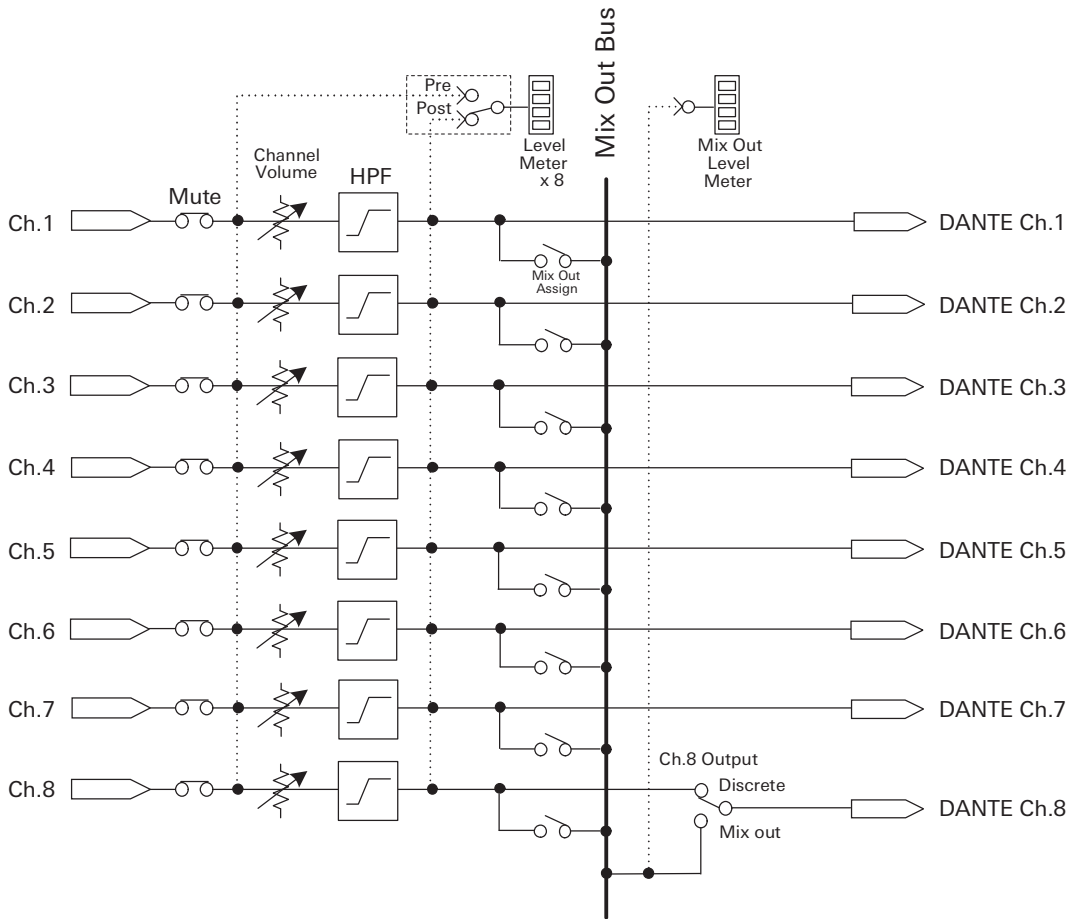 Mix Out Bus
Pre
Post
Level
Meter
x 8
Mix Out
Level
Meter
Channel
Volume
HPF
Mute
Ch.1
DANTE Ch.1
Mix Out
Assign
Ch.2
DANTE Ch.2
Ch.3
DANTE Ch.3
Ch.4
DANTE Ch.4
Ch.5
DANTE Ch.5
Ch.6
DANTE Ch.6
Ch.7
DANTE Ch.7
Ch.8 Output
Discrete
Ch.8
DANTE Ch.8
Mix out